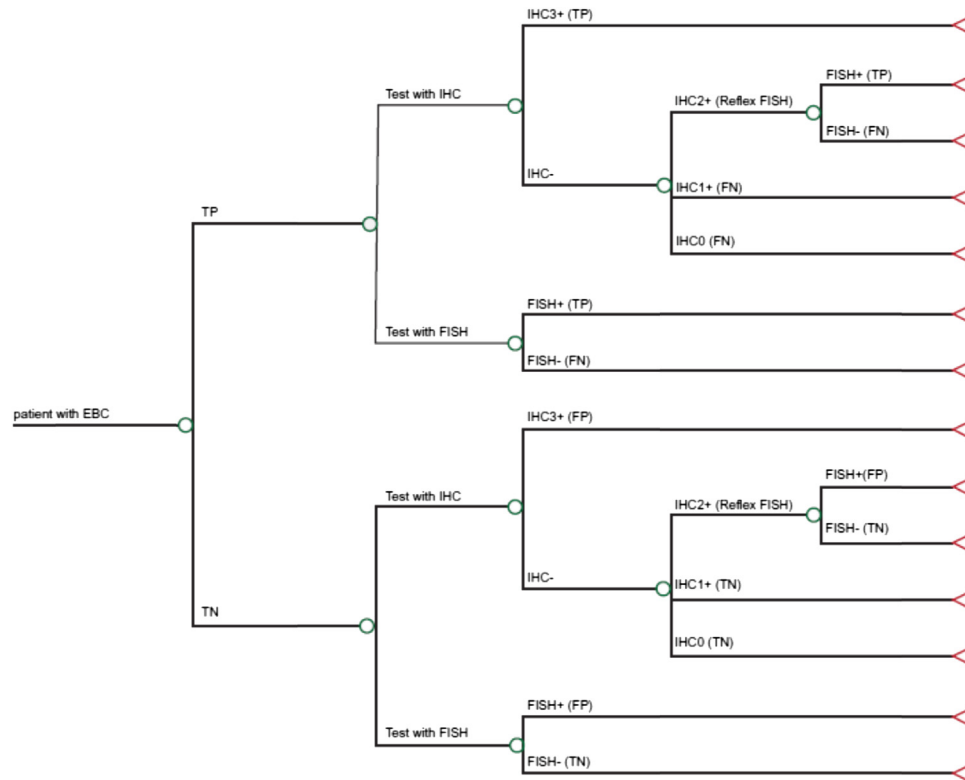 IHC3+ (TP)
FISH+ (TP)
Test with IHC
IHC2+ (Reflex FISH)
FISH- (FN)
IHC-
IHC1+ (FN)
TP
IHC0 (FN)
FISH+ (TP)
Test with FISH
FISH- (FN)
patient with EBC
IHC3+ (FP)
FISH+(FP)
Test with IHC
IHC2+ (Reflex FISH)
FISH- (TN)
IHC-
IHC1+ (TN)
TN
IHC0 (TN)
FISH+ (FP)
Test with FISH
FISH- (TN)